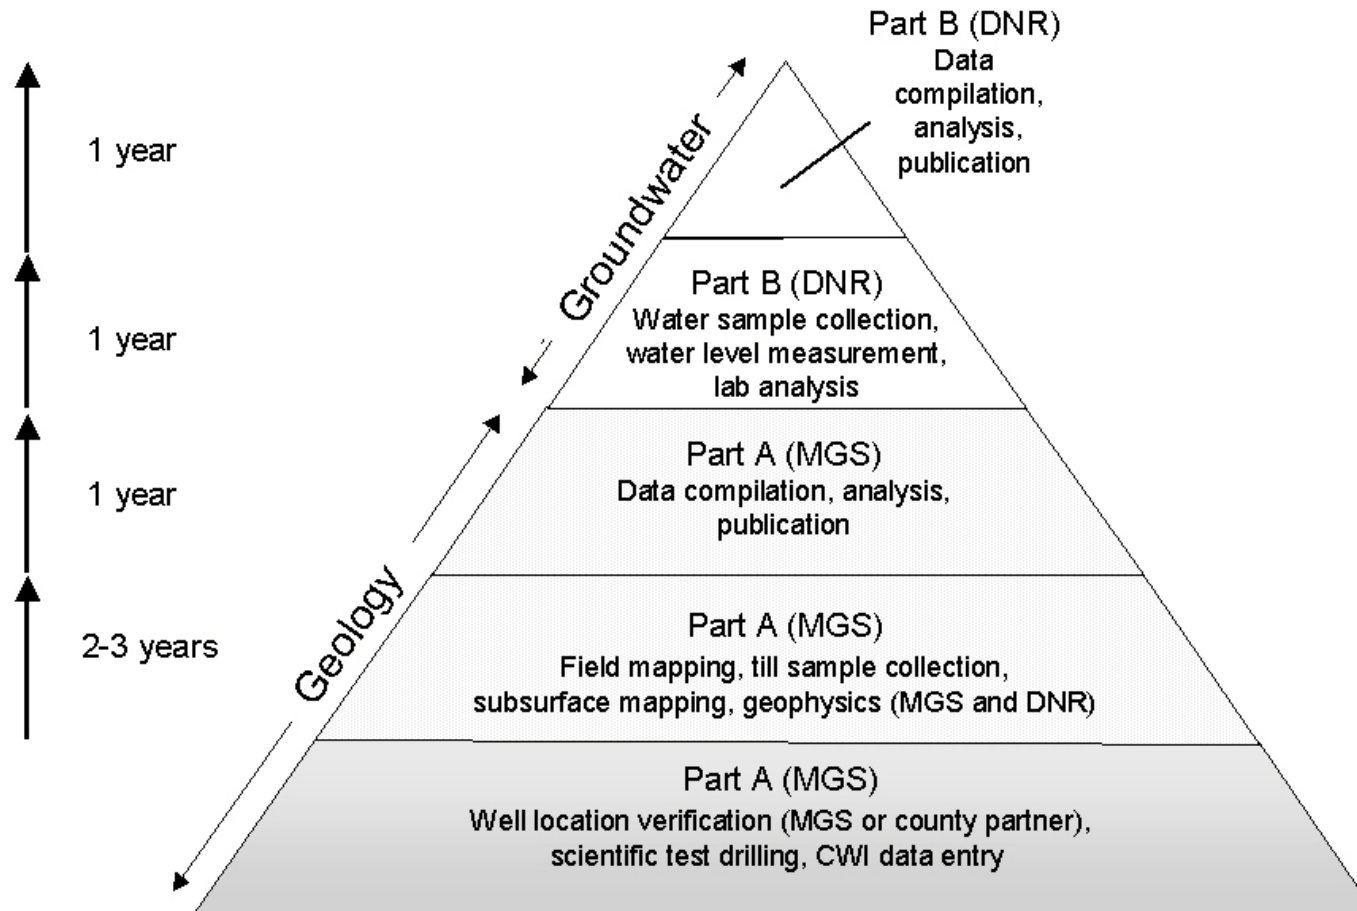 Part B (DNR)
Data
compilation,
analysis,
publication
1 year
Groundwater
Part B (DNR)
Water sample collection,
water level measurement,
lab analysis
1 year
Part A (MGS)
Data compilation, analysis,
publication
1 year
Geology
Part A (MGS)
Field mapping, till sample collection,
subsurface mapping, geophysics (MGS and DNR)
2-3 years
Part A (MGS)
Well location verification (MGS or county partner),
scientific test drilling, CWI data entry